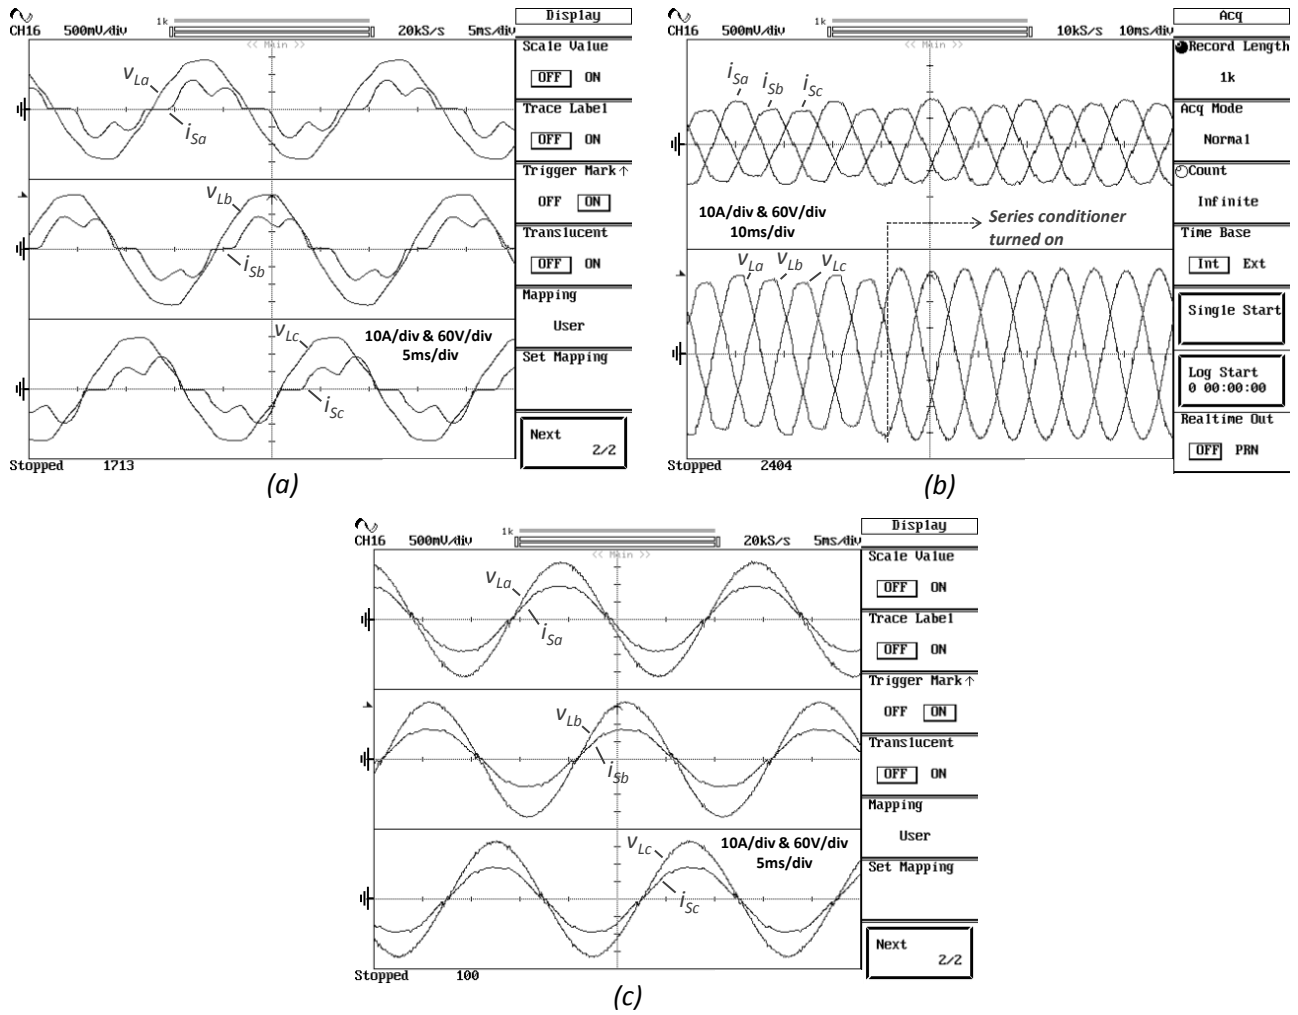 1k
CH16 500mV/div 20kS/s 5ms/div
<< Main >>
Display
Scale Value
OFF ON
Trace Label
OFF ON
Trigger Mark↑
OFF ON
Translucent
OFF ON
Mapping
User
Set Mapping
Next
2/2
vLa
iSa
vLb
iSb
vLc
10A/div & 60V/div
5ms/div
iSc
Stopped 1713
(a)
1k
CH16 500mV/div 10kS/s 10ms/div
<< Main >>
Acq
Record Length
1k
Acq Mode
Normal
Count
Infinite
Time Base
Int Ext
Single Start
Log Start
0 00:00:00
Realtime Out
OFF PRN
iSa iSb iSc
10A/div & 60V/div
10ms/div
Series conditioner
turned on
vLa vLb vLc
Stopped 2404
(b)
1k
CH16 500mV/div 20kS/s 5ms/div
<< Main >>
Display
Scale Value
OFF ON
Trace Label
OFF ON
Trigger Mark↑
OFF ON
Translucent
OFF ON
Mapping
User
Set Mapping
Next
2/2
vLa
iSa
vLb
iSb
vLc
10A/div & 60V/div
5ms/div
iSc
Stopped 100
(c)